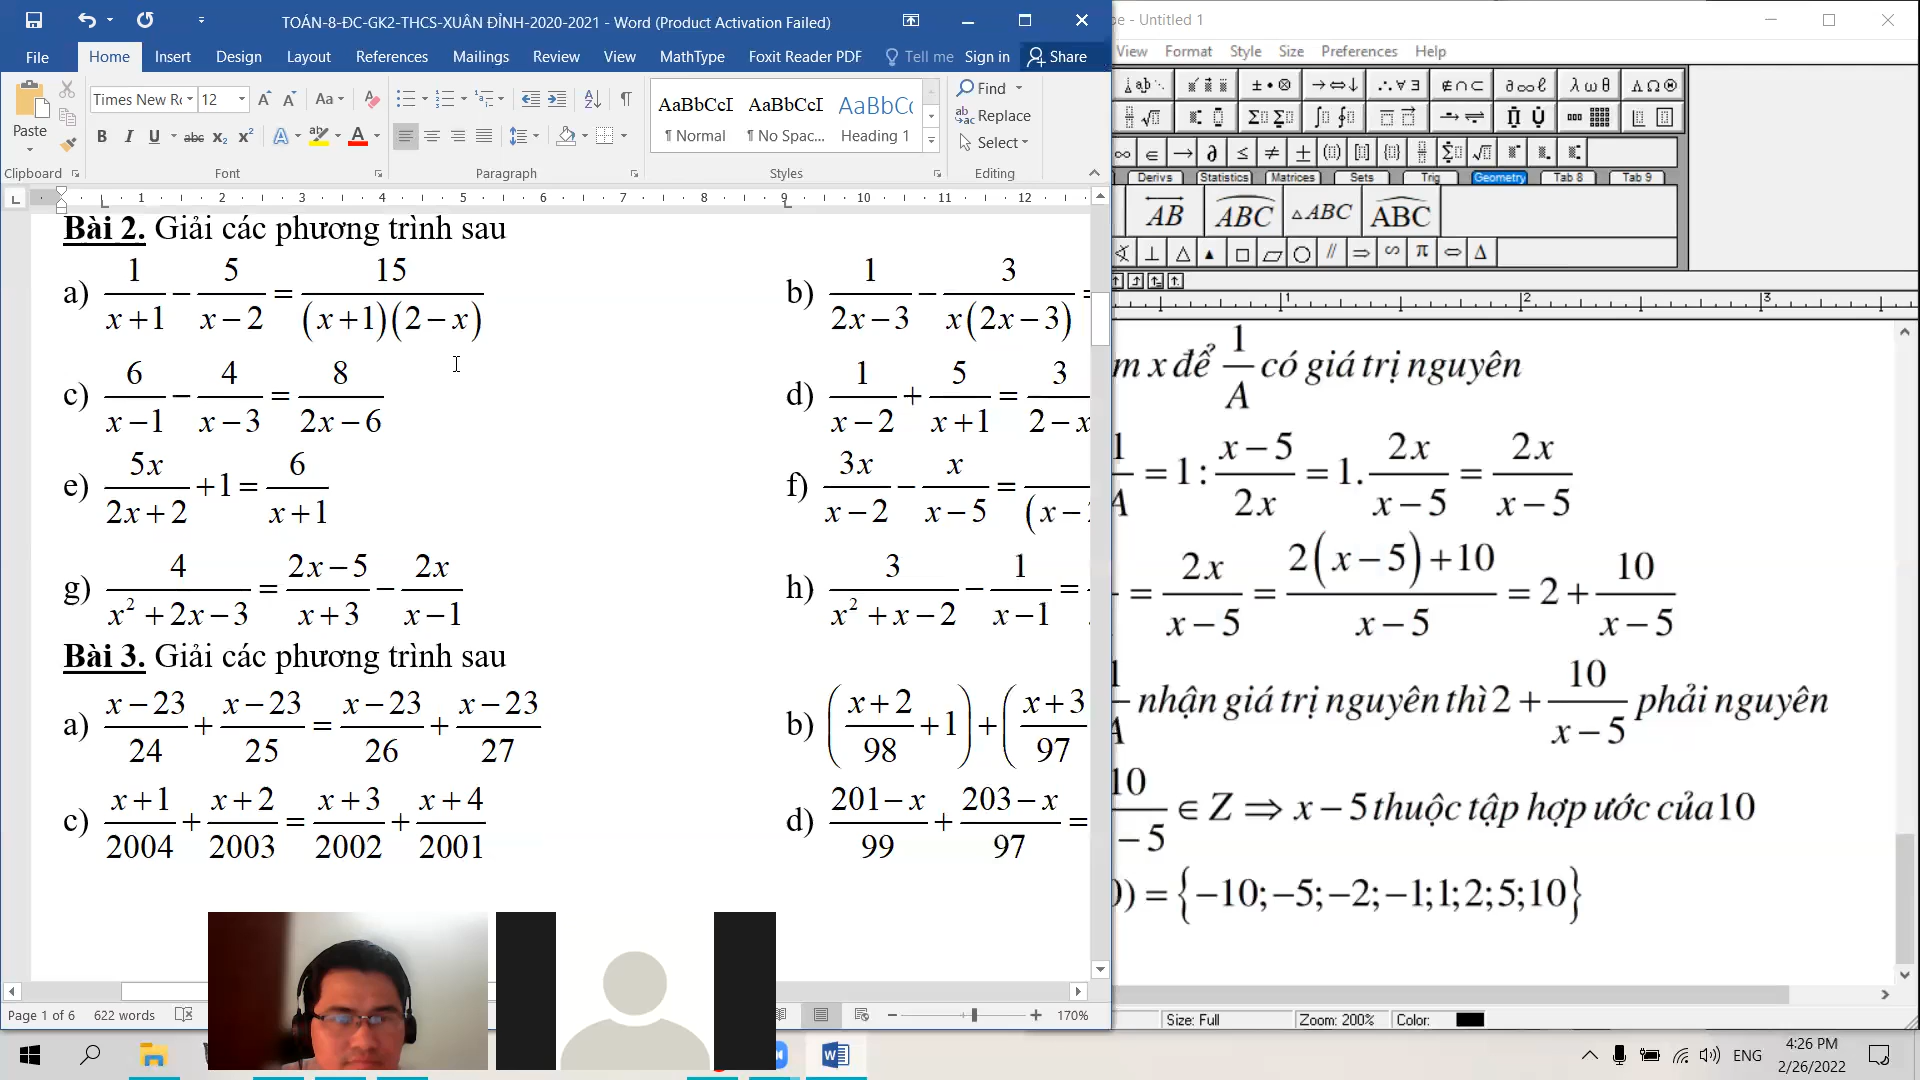 TOÁN-8-ĐC-GK2-THCS-XUÂN ĐỈNH-2020-2021 - Word (Product Activation Failed)
File Home Insert Design Layout References Mailings Review View MathType Foxit Reader PDF Tell me Sign in Share
Paste
Times New Ro 12
Clipboard Font Paragraph Styles Editing
AaBbCcI AaBbCcI AaBbCc
¶ Normal ¶ No Spac... Heading 1
Find
Replace
Select
Bài 2. Giải các phương trình sau
a) 1/(x+1) − 5/(x−2) = 15/((x+1)(2−x))
b) 1/(2x−3) − 3/(x(2x−3)) =
c) 6/(x−1) − 4/(x−3) = 8/(2x−6)
d) 1/(x−2) + 5/(x+1) = 3/(2−x
e) 5x/(2x+2) +1 = 6/(x+1)
f) 3x/(x−2) − x/(x−5) = /(x−
g) 4/(x²+2x−3) = (2x−5)/(x+3) − 2x/(x−1)
h) 3/(x²+x−2) − 1/(x−1) =
Bài 3. Giải các phương trình sau
a) (x−23)/24 + (x−23)/25 = (x−23)/26 + (x−23)/27
b) ((x+2)/98 +1) + ((x+3)/97
c) (x+1)/2004 + (x+2)/2003 = (x+3)/2002 + (x+4)/2001
d) (201−x)/99 + (203−x)/97 =
Page 1 of 6 622 words 170%
e - Untitled 1
View Format Style Size Preferences Help
Derivs Statistics Matrices Sets Trig Geometry Tab 8 Tab 9
AB ABC △ABC ABC
m x để 1/A có giá trị nguyên
1/A = 1: (x−5)/2x = 1. 2x/(x−5) = 2x/(x−5)
= 2x/(x−5) = (2(x−5)+10)/(x−5) = 2 + 10/(x−5)
1/A nhận giá trị nguyên thì 2 + 10/(x−5) phải nguyên
10/−5 ∈ Z ⇒ x−5 thuộc tập hợp ước của 10
) = {−10;−5;−2;−1;1;2;5;10}
Size: Full Zoom: 200% Color:
ENG
4:26 PM
2/26/2022